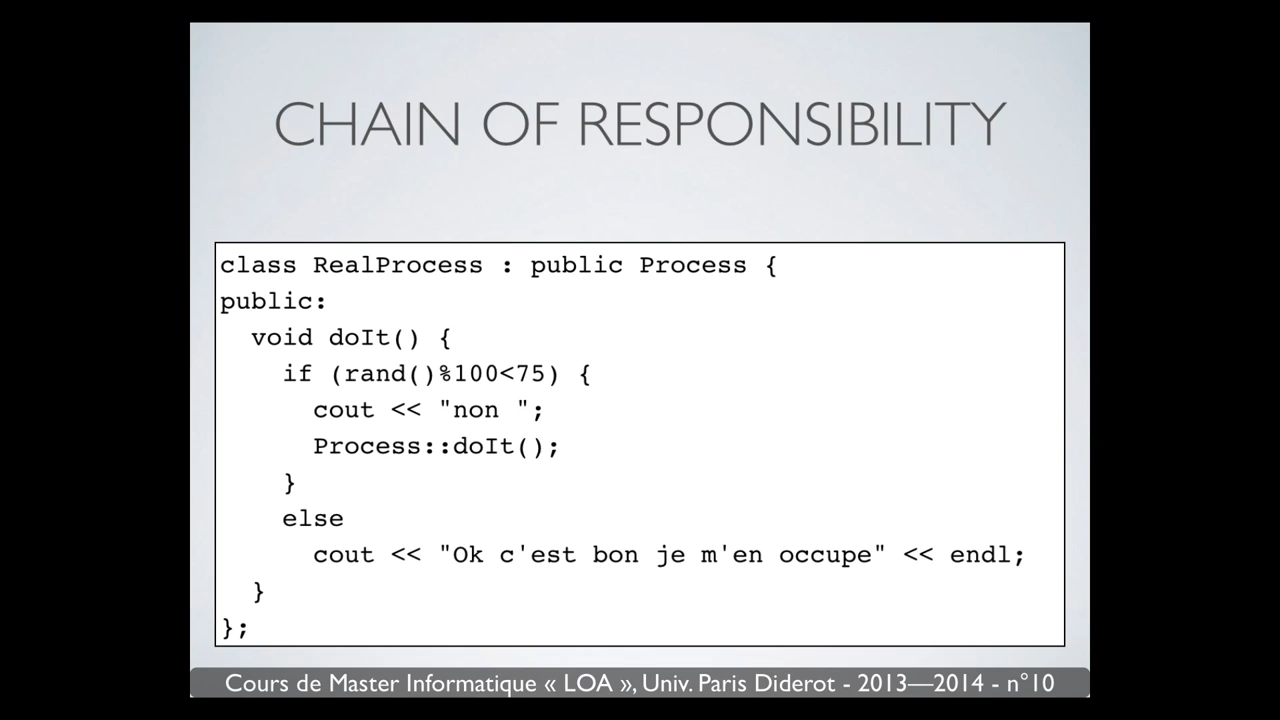 CHAIN OF RESPONSIBILITY
class RealProcess : public Process {
public:
  void doIt() {
    if (rand()%100<75) {
      cout << "non ";
      Process::doIt();
    }
    else
      cout << "Ok c'est bon je m'en occupe" << endl;
  }
};
Cours de Master Informatique « LOA », Univ. Paris Diderot - 2013—2014 - n°10